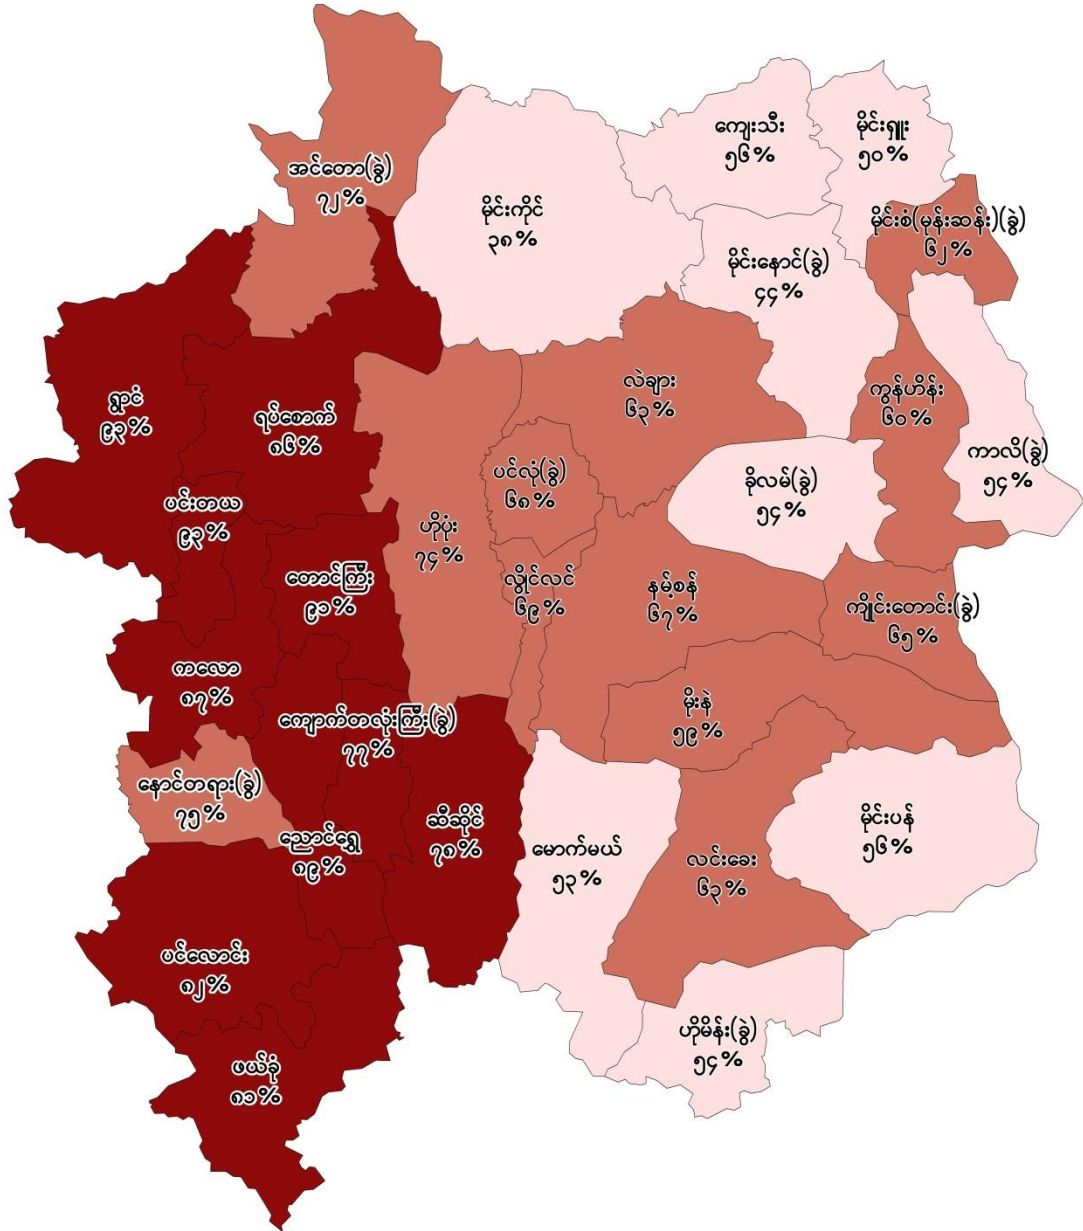 ကျေးသီး
၅၆%
မိုင်းရှူး
၅၀%
အင်တော(ခွဲ)
၇၂%
မိုင်းကိုင်
၃၈%
မိုင်းစံ(မုန်းဆန်း)(ခွဲ)
၆၂%
မိုင်းနောင်(ခွဲ)
၄၄%
ရွာငံ
၉၃%
ရပ်စောက်
၈၆%
လဲချား
၆၃%
ကွန်ဟိန်း
၆၀%
ကာလိ(ခွဲ)
၅၄%
ပင်လုံ(ခွဲ)
၆၈%
ခိုလမ်(ခွဲ)
၅၄%
ပင်းတယ
၉၃%
ဟိုပုံး
၇၄%
တောင်ကြီး
၉၁%
လွိုင်လင်
၆၉%
နမ့်စန်
၆၇%
ကျိုင်းတောင်း(ခွဲ)
၆၅%
ကလော
၈၇%
ကျောက်တလုံးကြီး(ခွဲ)
၇၇%
မိုးနဲ
၅၉%
နောင်တရား(ခွဲ)
၇၅%
ညောင်ရွှေ
၈၉%
ဆီဆိုင်
၇၈%
မောက်မယ်
၅၃%
လင်းခေး
၆၃%
မိုင်းပန်
၅၆%
ပင်လောင်း
၈၂%
ဟိုမိန်း(ခွဲ)
၅၄%
ဖယ်ခုံ
၈၁%